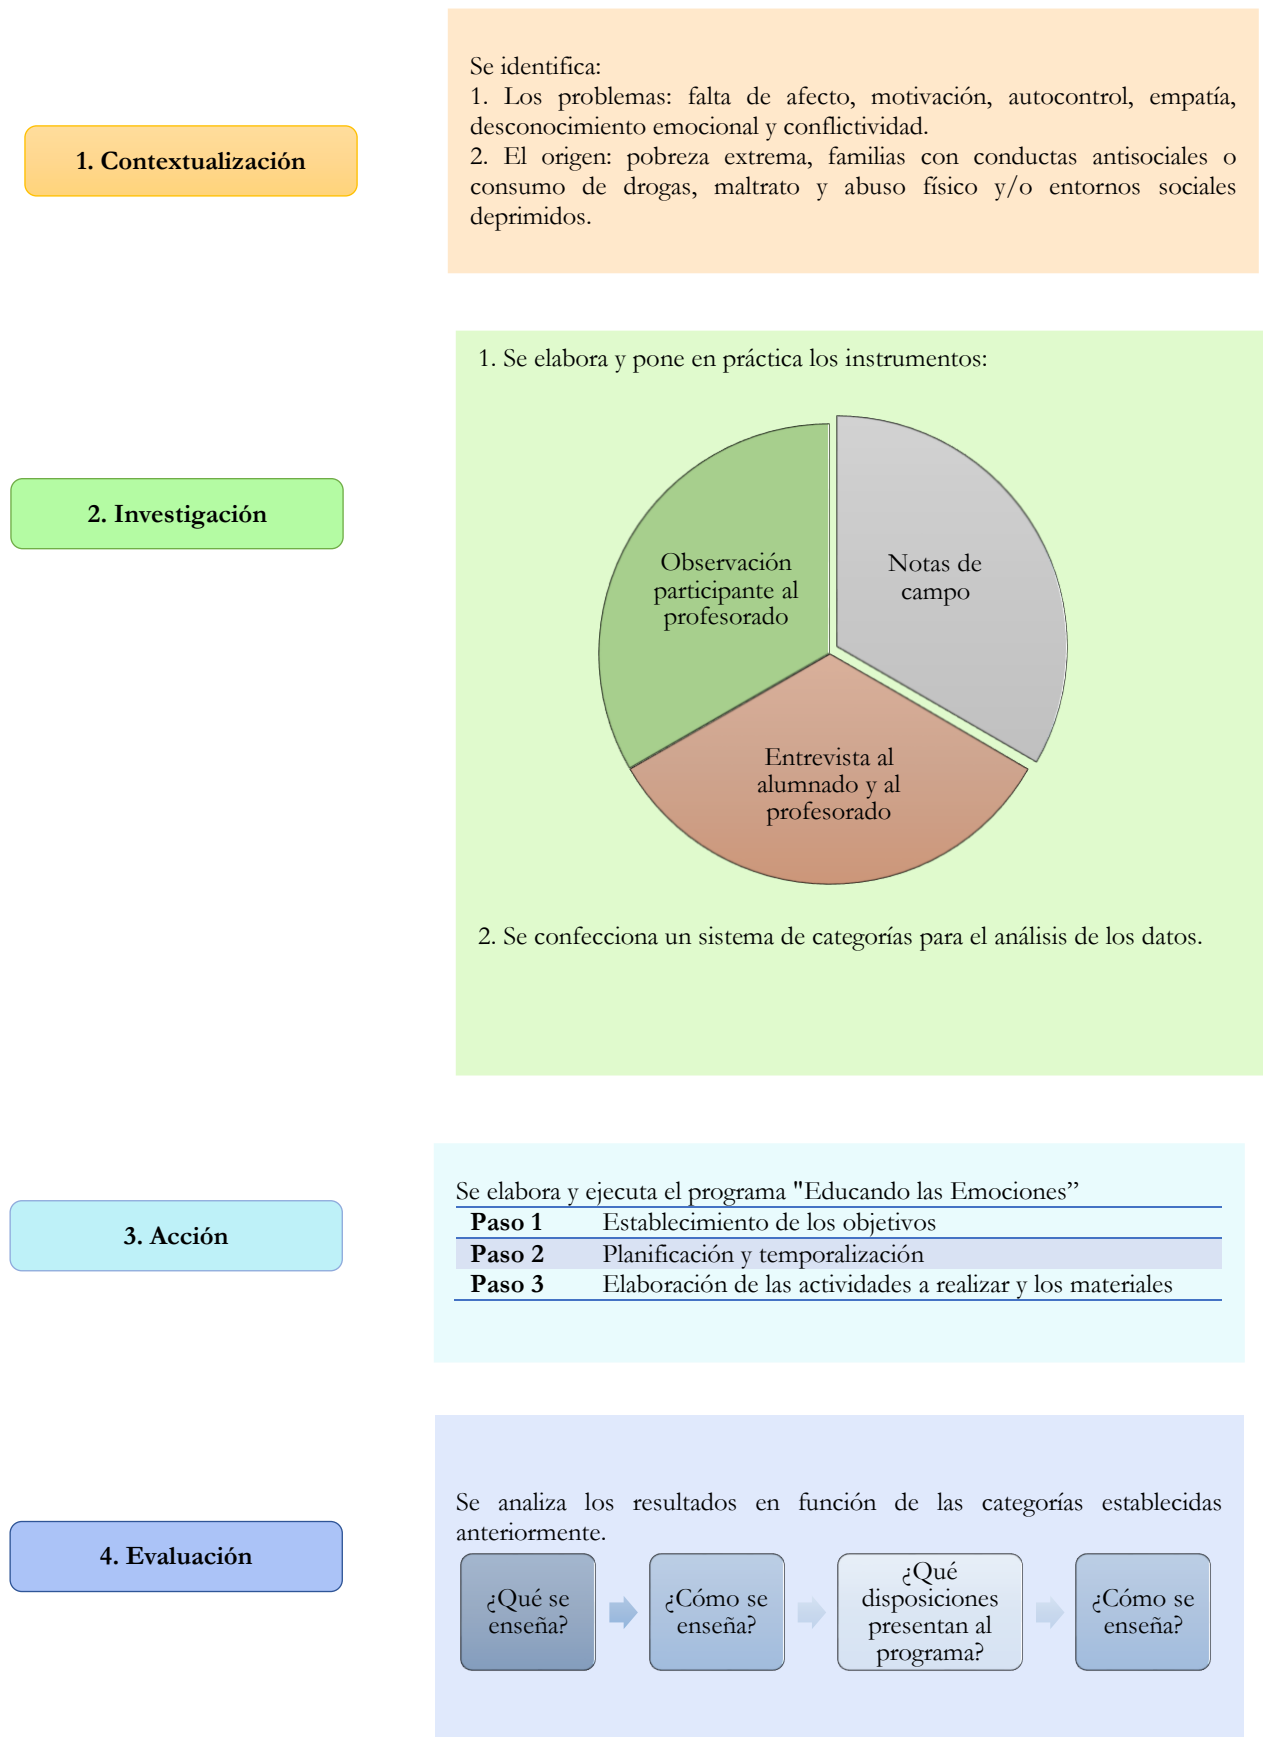 1. Contextualización
Se identifica:
1. Los problemas: falta de afecto, motivación, autocontrol, empatía,
desconocimiento emocional y conflictividad.
2. El origen: pobreza extrema, familias con conductas antisociales o
consumo de drogas, maltrato y abuso físico y/o entornos sociales
deprimidos.
2. Investigación
1. Se elabora y pone en práctica los instrumentos:
Observación
participante al
profesorado
Notas de
campo
Entrevista al
alumnado y al
profesorado
2. Se confecciona un sistema de categorías para el análisis de los datos.
3. Acción
Se elabora y ejecuta el programa "Educando las Emociones”
Paso 1 Establecimiento de los objetivos
Paso 2 Planificación y temporalización
Paso 3 Elaboración de las actividades a realizar y los materiales
4. Evaluación
Se analiza los resultados en función de las categorías establecidas
anteriormente.
¿Qué se
enseña?
¿Cómo se
enseña?
¿Qué
disposiciones
presentan al
programa?
¿Cómo se
enseña?